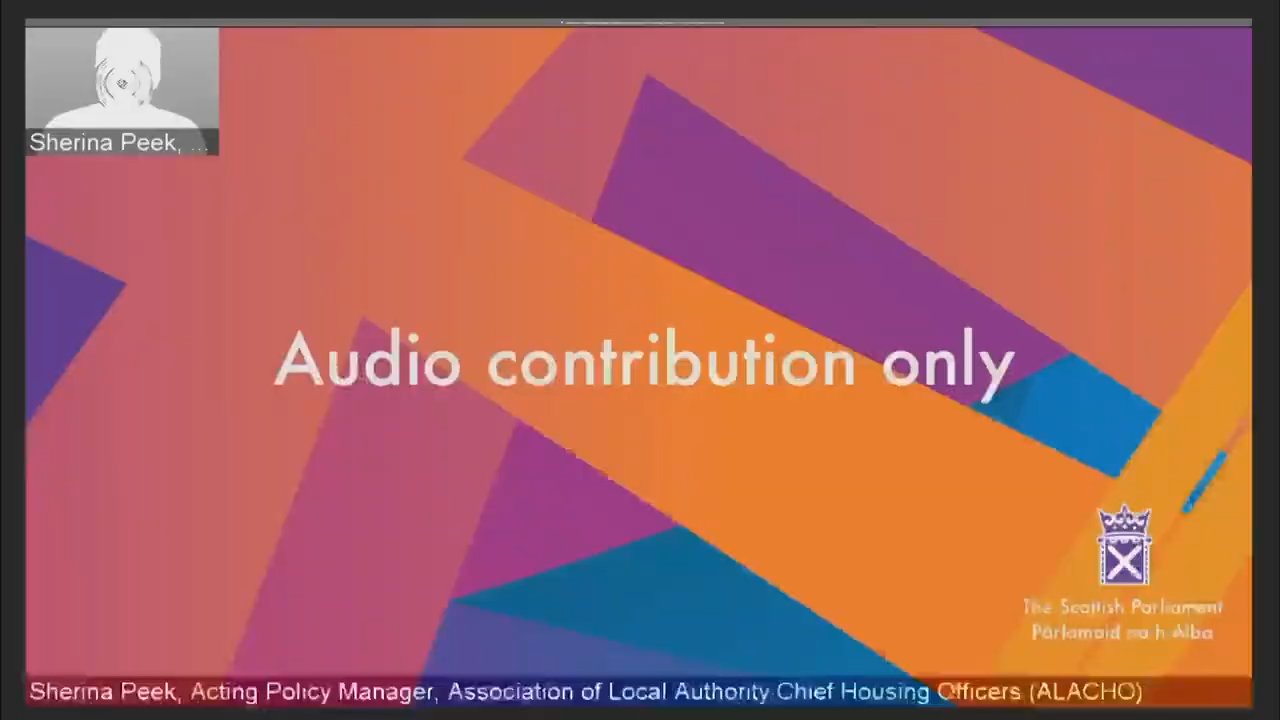 Sherina Peek, ...
Audio contribution only
The Scottish Parliament
Pàrlamaid na h-Alba
Sherina Peek, Acting Policy Manager, Association of Local Authority Chief Housing Officers (ALACHO)